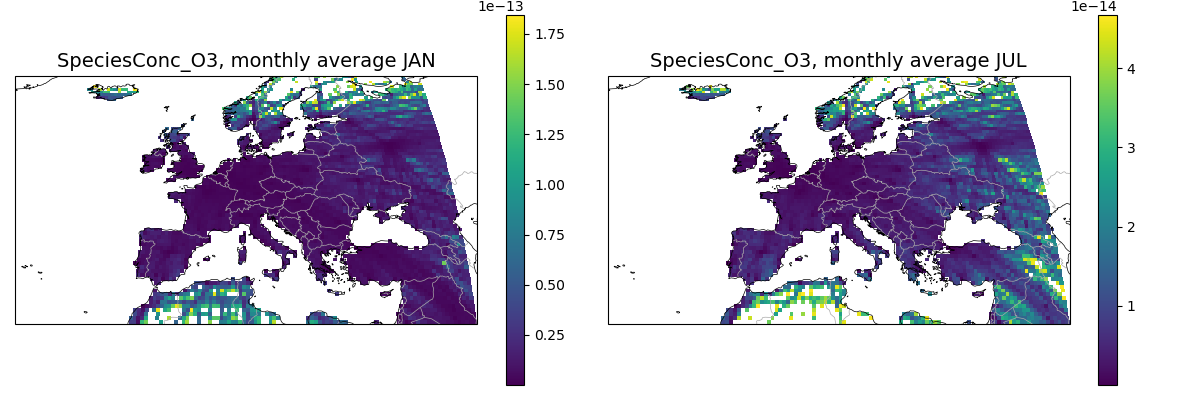 SpeciesConc_O3, monthly average JAN
1e−13
1.75
1.50
1.25
1.00
0.75
0.50
0.25
SpeciesConc_O3, monthly average JUL
1e−14
4
3
2
1